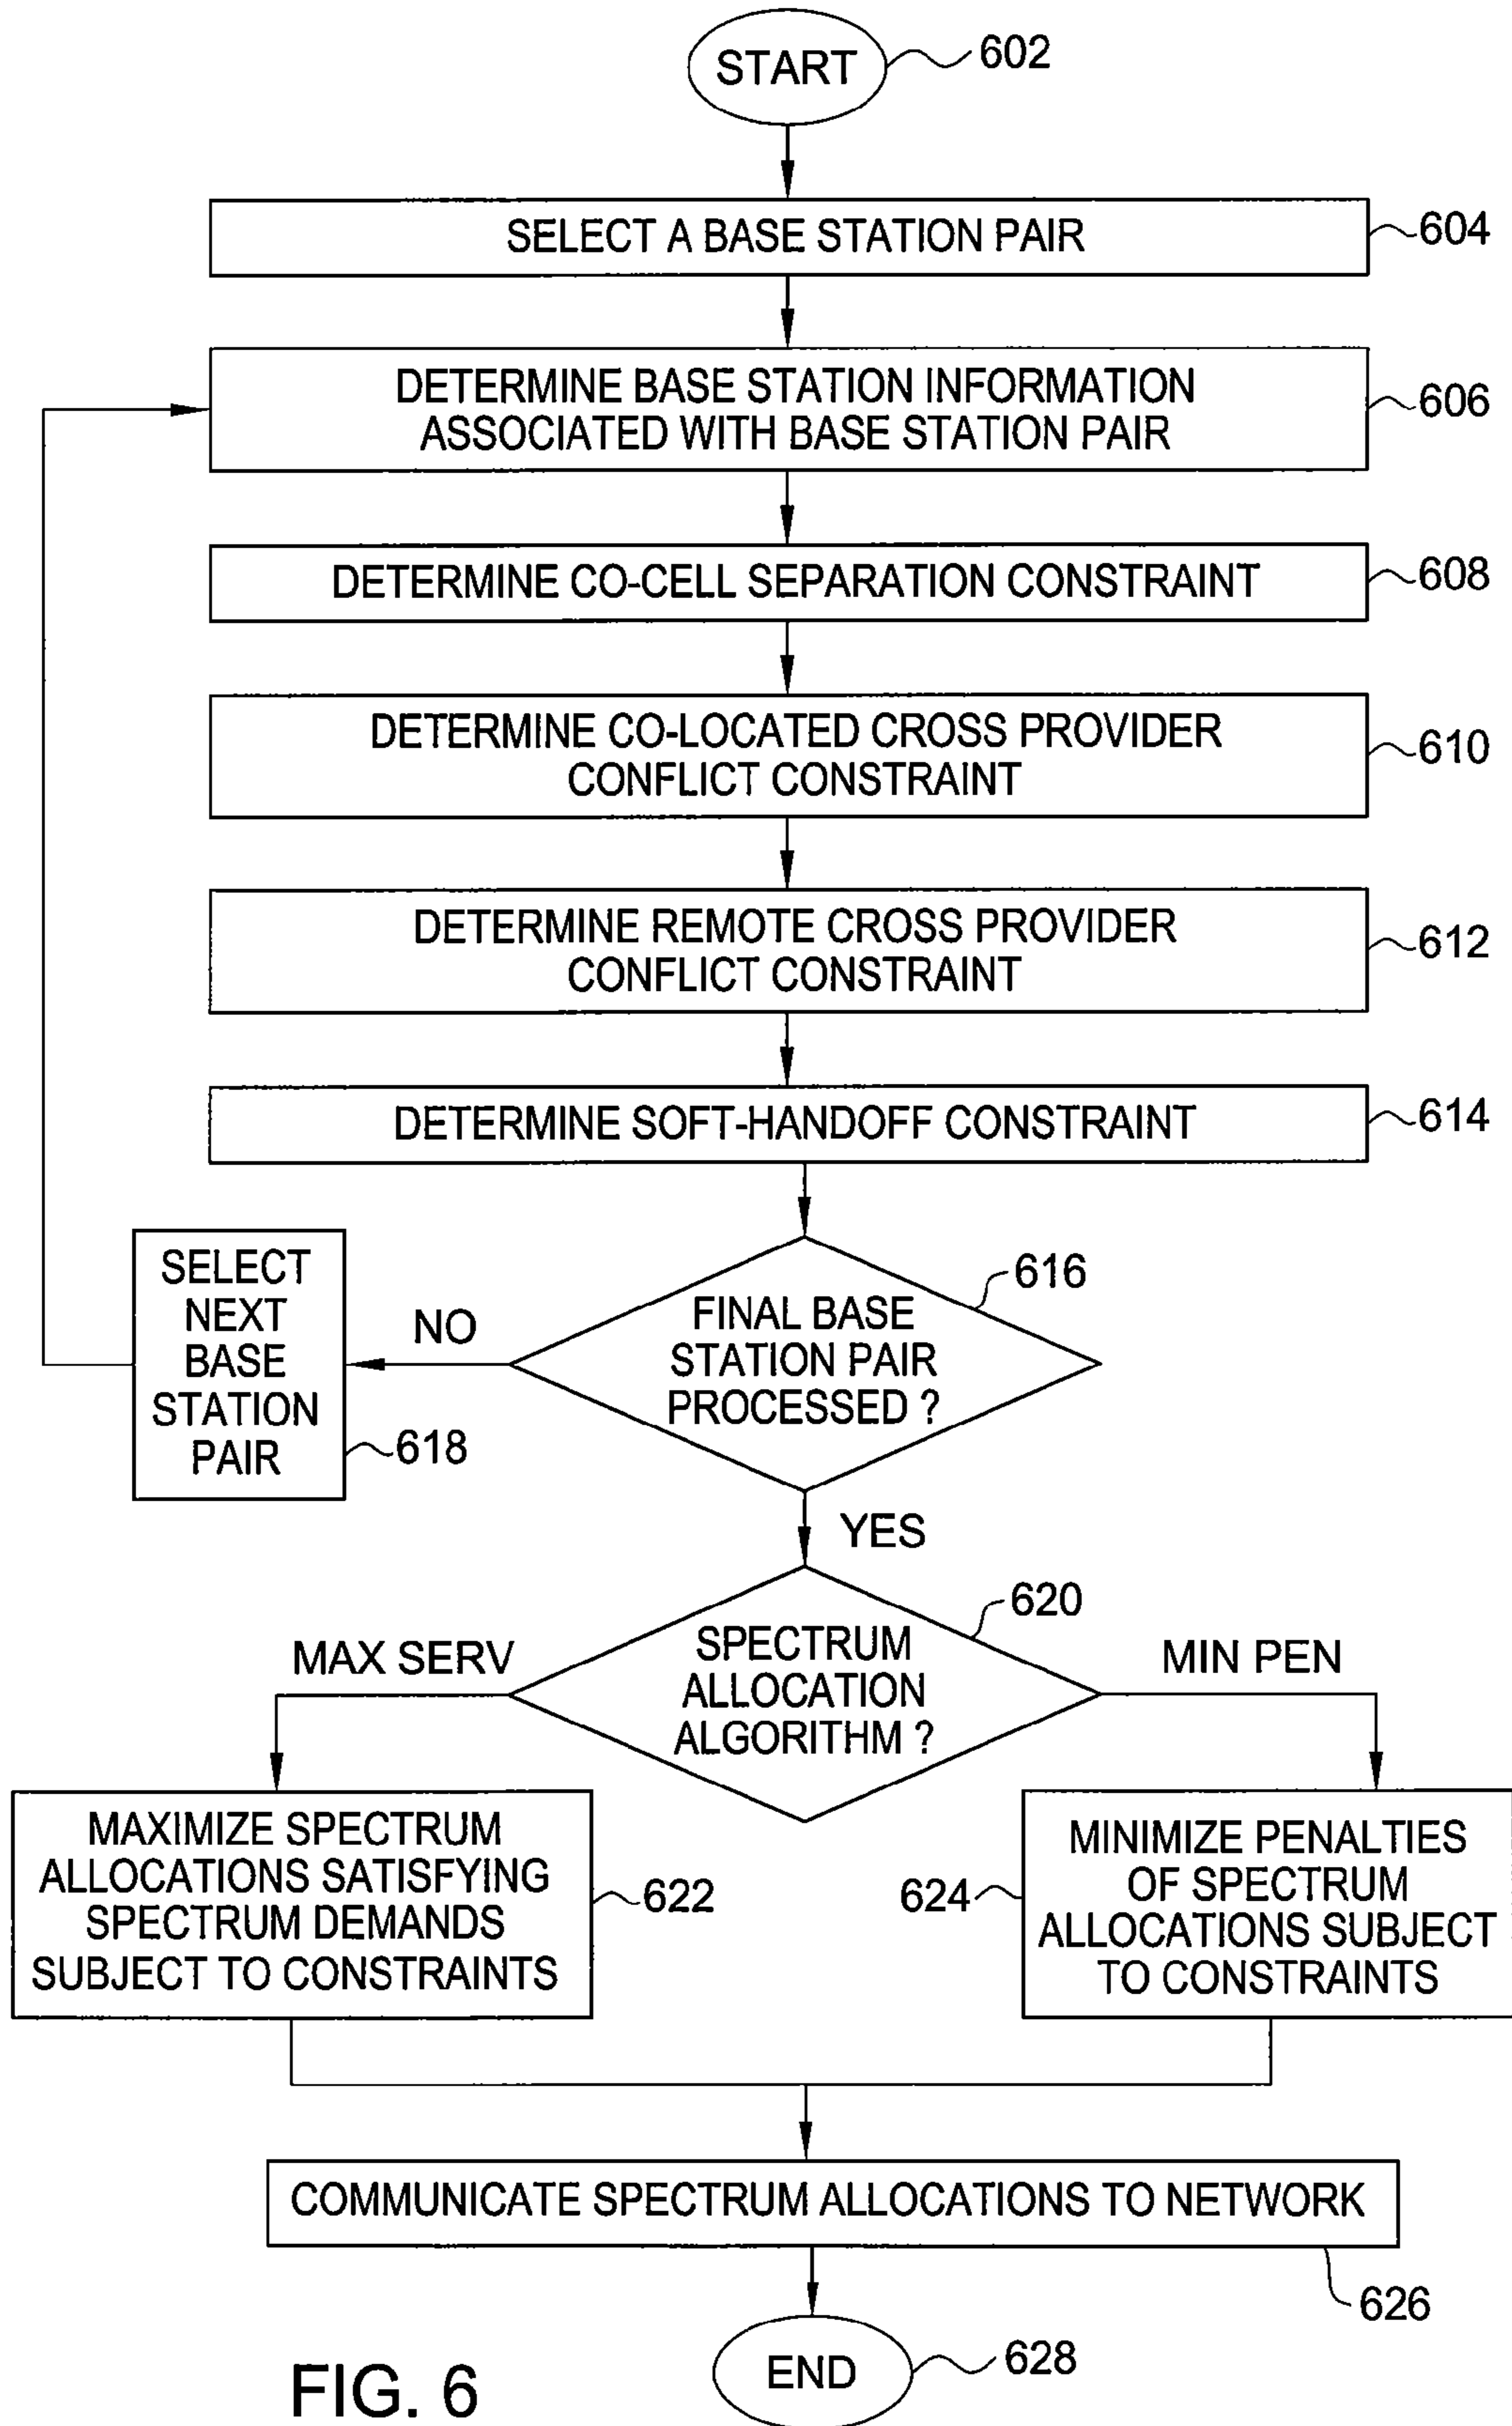 START
602
SELECT A BASE STATION PAIR
604
DETERMINE BASE STATION INFORMATION
ASSOCIATED WITH BASE STATION PAIR
606
DETERMINE CO-CELL SEPARATION CONSTRAINT
608
DETERMINE CO-LOCATED CROSS PROVIDER
CONFLICT CONSTRAINT
610
DETERMINE REMOTE CROSS PROVIDER
CONFLICT CONSTRAINT
612
DETERMINE SOFT-HANDOFF CONSTRAINT
614
SELECT
NEXT
BASE
STATION
PAIR
618
NO
FINAL BASE
STATION PAIR
PROCESSED ?
616
YES
SPECTRUM
ALLOCATION
ALGORITHM ?
620
MAX SERV
MIN PEN
MAXIMIZE SPECTRUM
ALLOCATIONS SATISFYING
SPECTRUM DEMANDS
SUBJECT TO CONSTRAINTS
622
624
MINIMIZE PENALTIES
OF SPECTRUM
ALLOCATIONS SUBJECT
TO CONSTRAINTS
COMMUNICATE SPECTRUM ALLOCATIONS TO NETWORK
626
END
628
FIG. 6